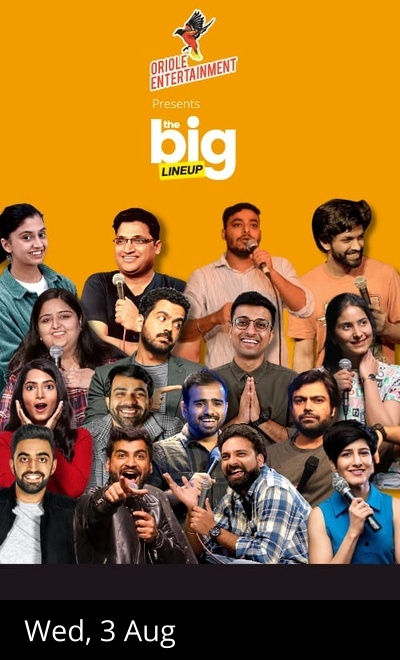 ORIOLE
ENTERTAINMENT
Presents
the
big
LINEUP
Wed, 3 Aug